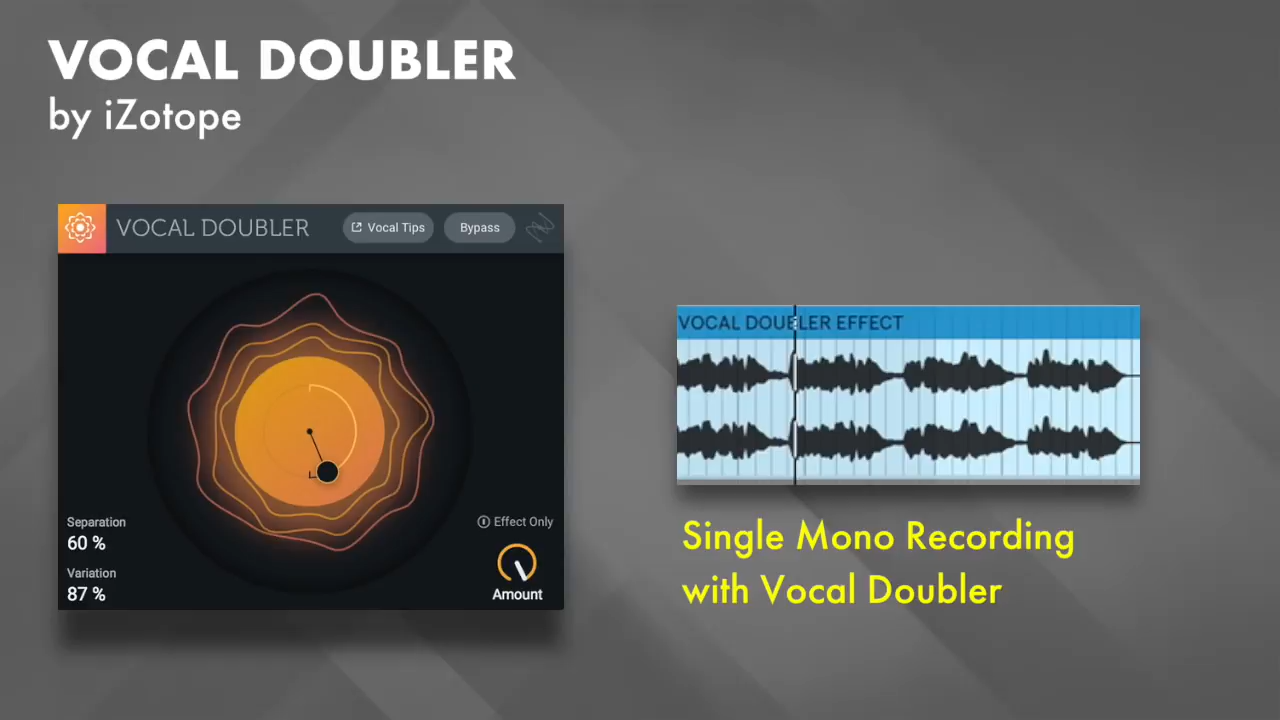 VOCAL DOUBLER
by iZotope
VOCAL DOUBLER
Vocal Tips
Bypass
VOCAL DOUBLER EFFECT
Separation
60 %
Variation
87 %
Effect Only
Amount
Single Mono Recording
with Vocal Doubler